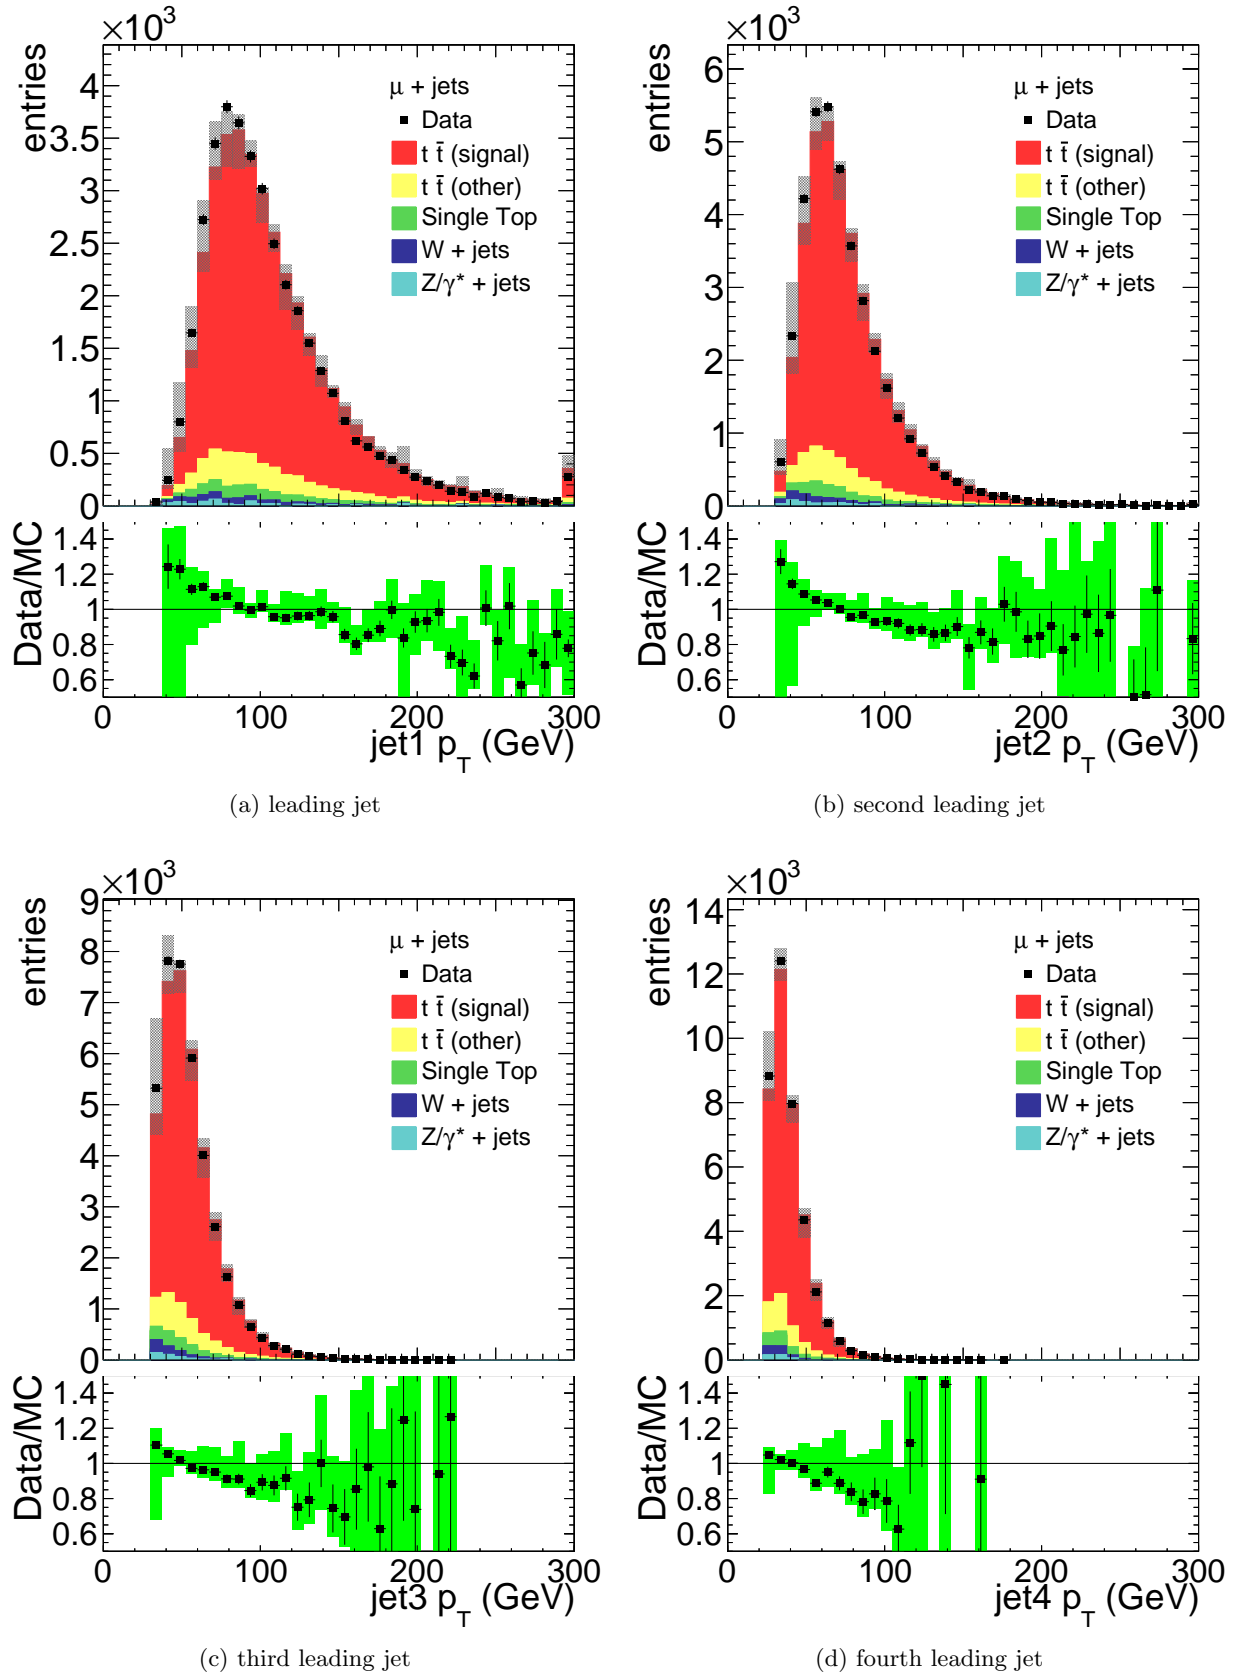 ×10³
entries
4
3.5
3
2.5
2
1.5
1
0.5
0
μ + jets
Data
t t̄ (signal)
t t̄ (other)
Single Top
W + jets
Z/γ* + jets
Data/MC
1.4
1.2
1
0.8
0.6
0 100 200 300
jet1 p_T (GeV)
(a) leading jet
×10³
entries
6
5
4
3
2
1
0
μ + jets
Data
t t̄ (signal)
t t̄ (other)
Single Top
W + jets
Z/γ* + jets
Data/MC
1.4
1.2
1
0.8
0.6
0 100 200 300
jet2 p_T (GeV)
(b) second leading jet
×10³
entries
9
8
7
6
5
4
3
2
1
0
μ + jets
Data
t t̄ (signal)
t t̄ (other)
Single Top
W + jets
Z/γ* + jets
Data/MC
1.4
1.2
1
0.8
0.6
0 100 200 300
jet3 p_T (GeV)
(c) third leading jet
×10³
entries
14
12
10
8
6
4
2
0
μ + jets
Data
t t̄ (signal)
t t̄ (other)
Single Top
W + jets
Z/γ* + jets
Data/MC
1.4
1.2
1
0.8
0.6
0 100 200 300
jet4 p_T (GeV)
(d) fourth leading jet